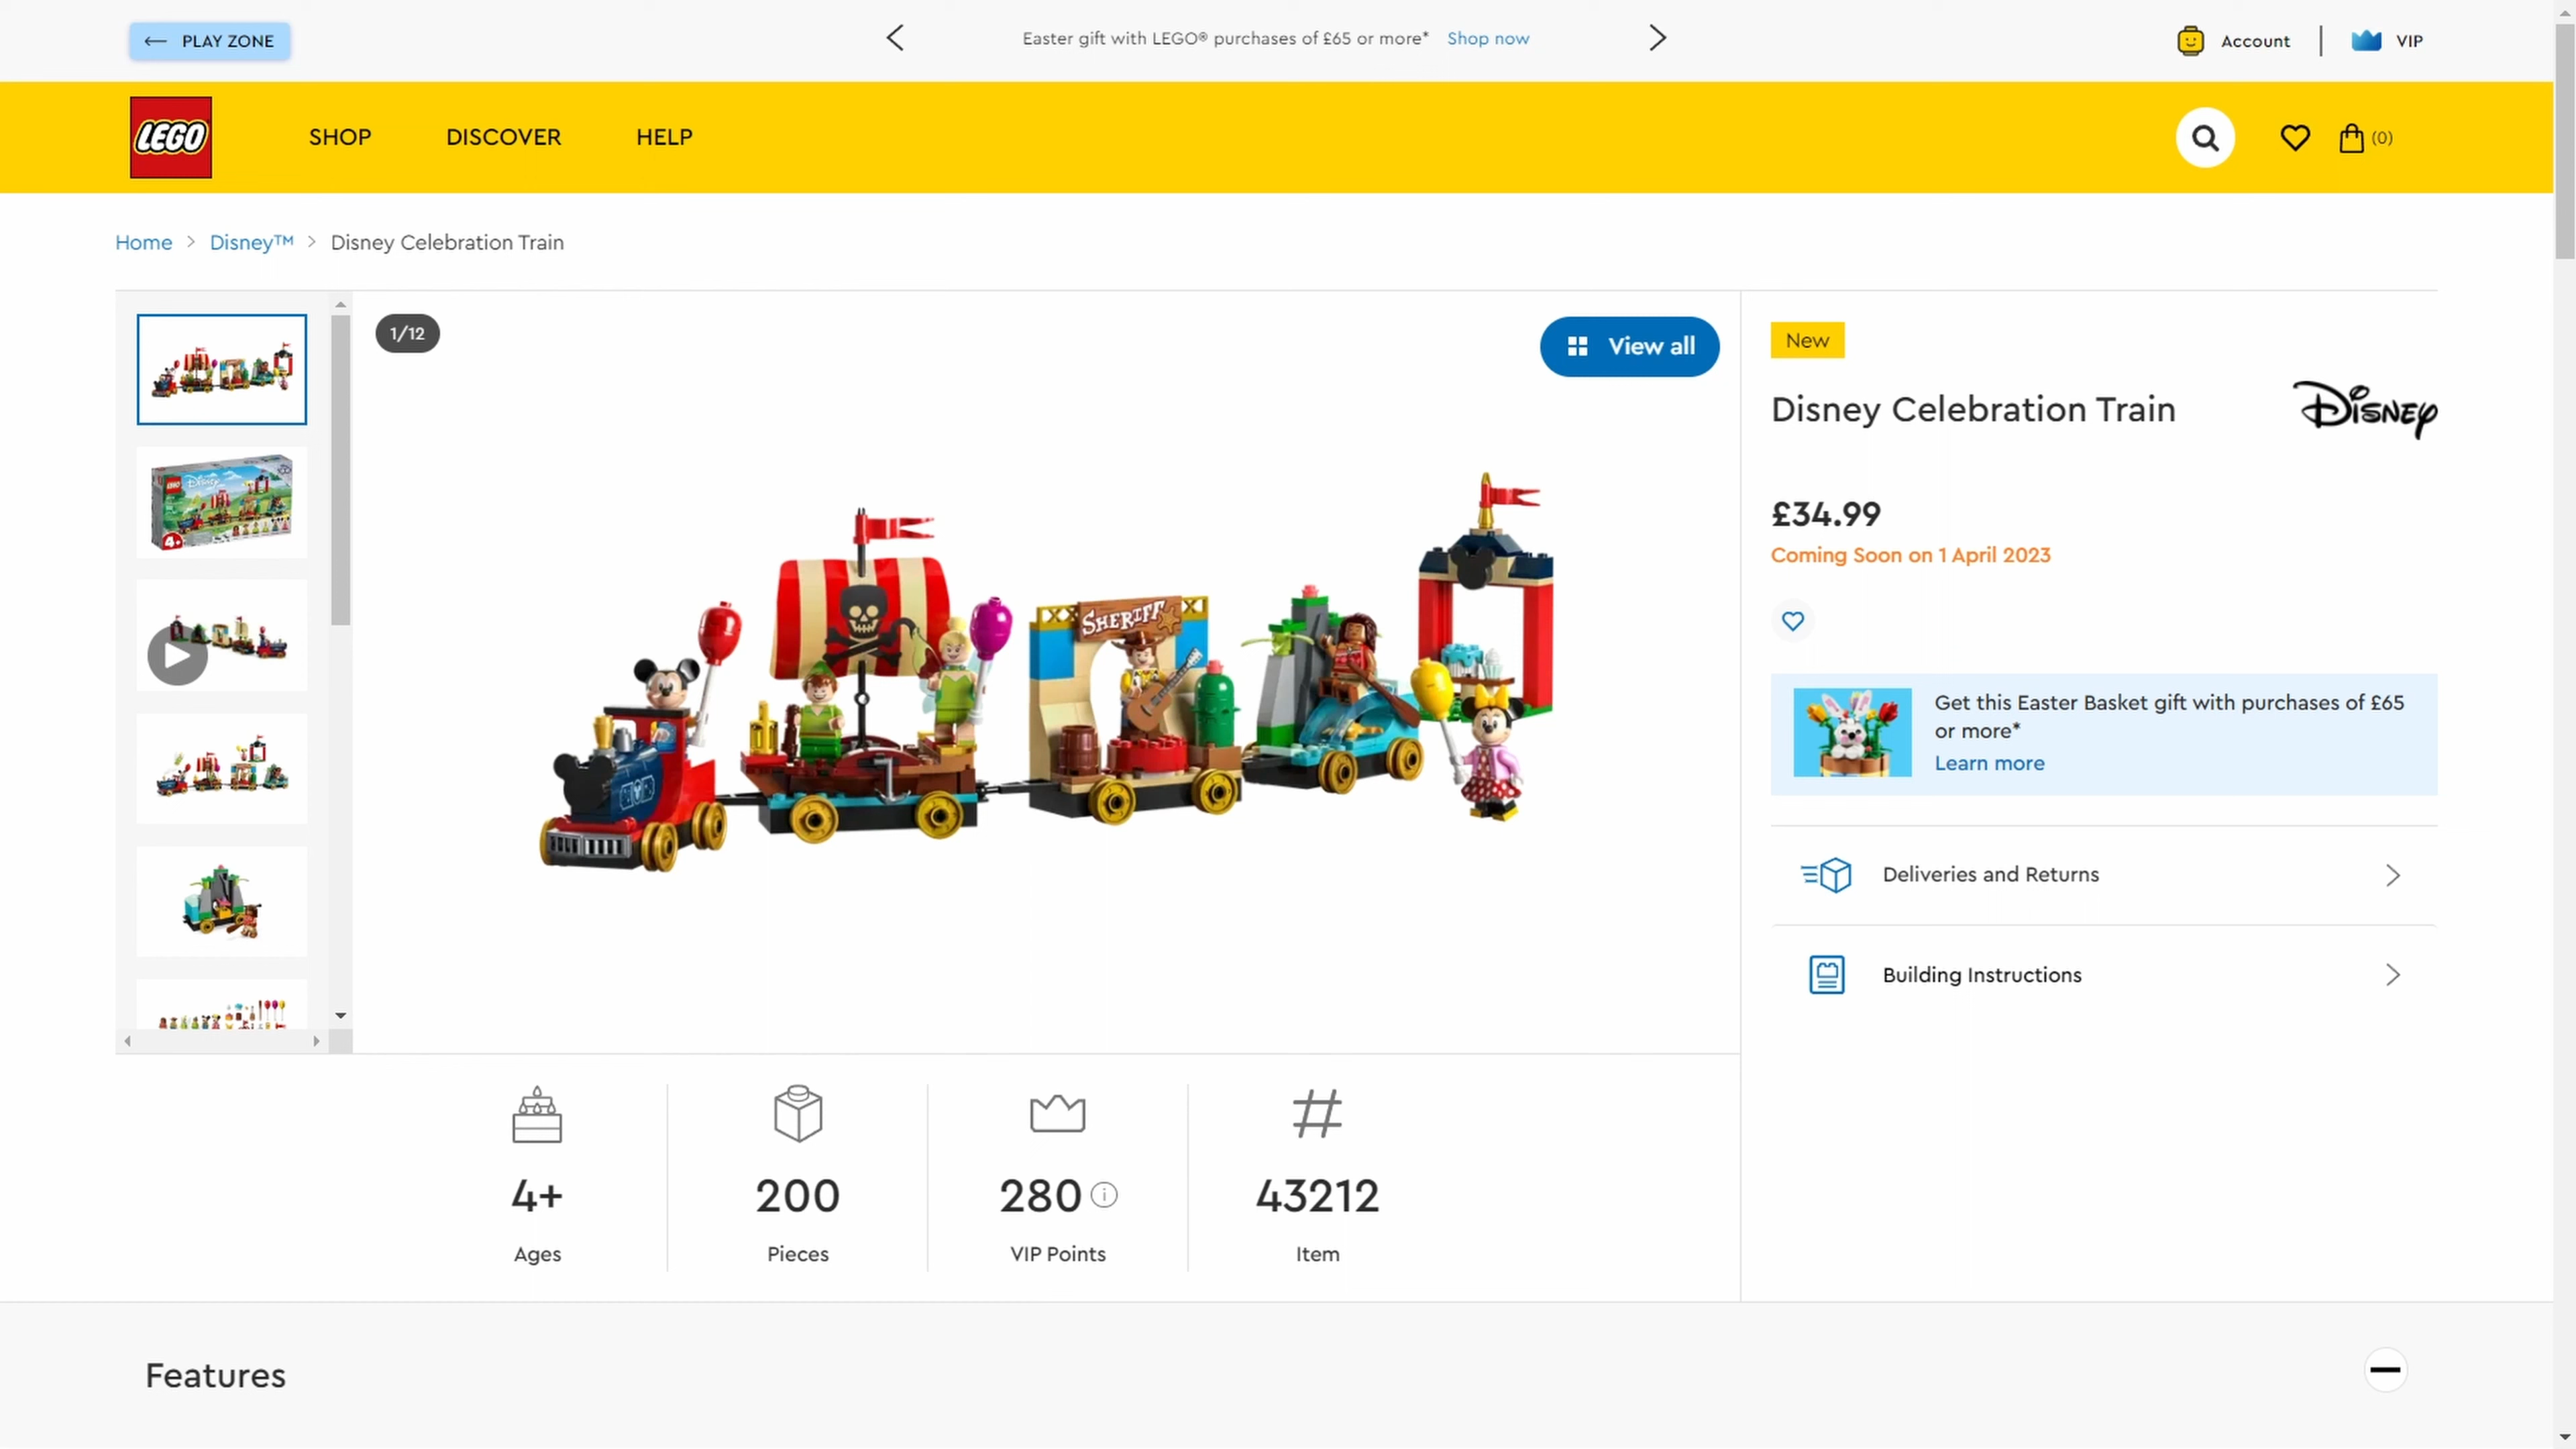 PLAY ZONE
Easter gift with LEGO® purchases of £65 or more* Shop now
Account
VIP
LEGO
SHOP
DISCOVER
HELP
(0)
Home > Disney™ > Disney Celebration Train
1/12
View all
New
Disney Celebration Train
Disney
£34.99
Coming Soon on 1 April 2023
SHERIFF
LEGO
Disney
4+
Get this Easter Basket gift with purchases of £65
or more*
Learn more
Deliveries and Returns
Building Instructions
4+
Ages
200
Pieces
280
VIP Points
43212
Item
Features